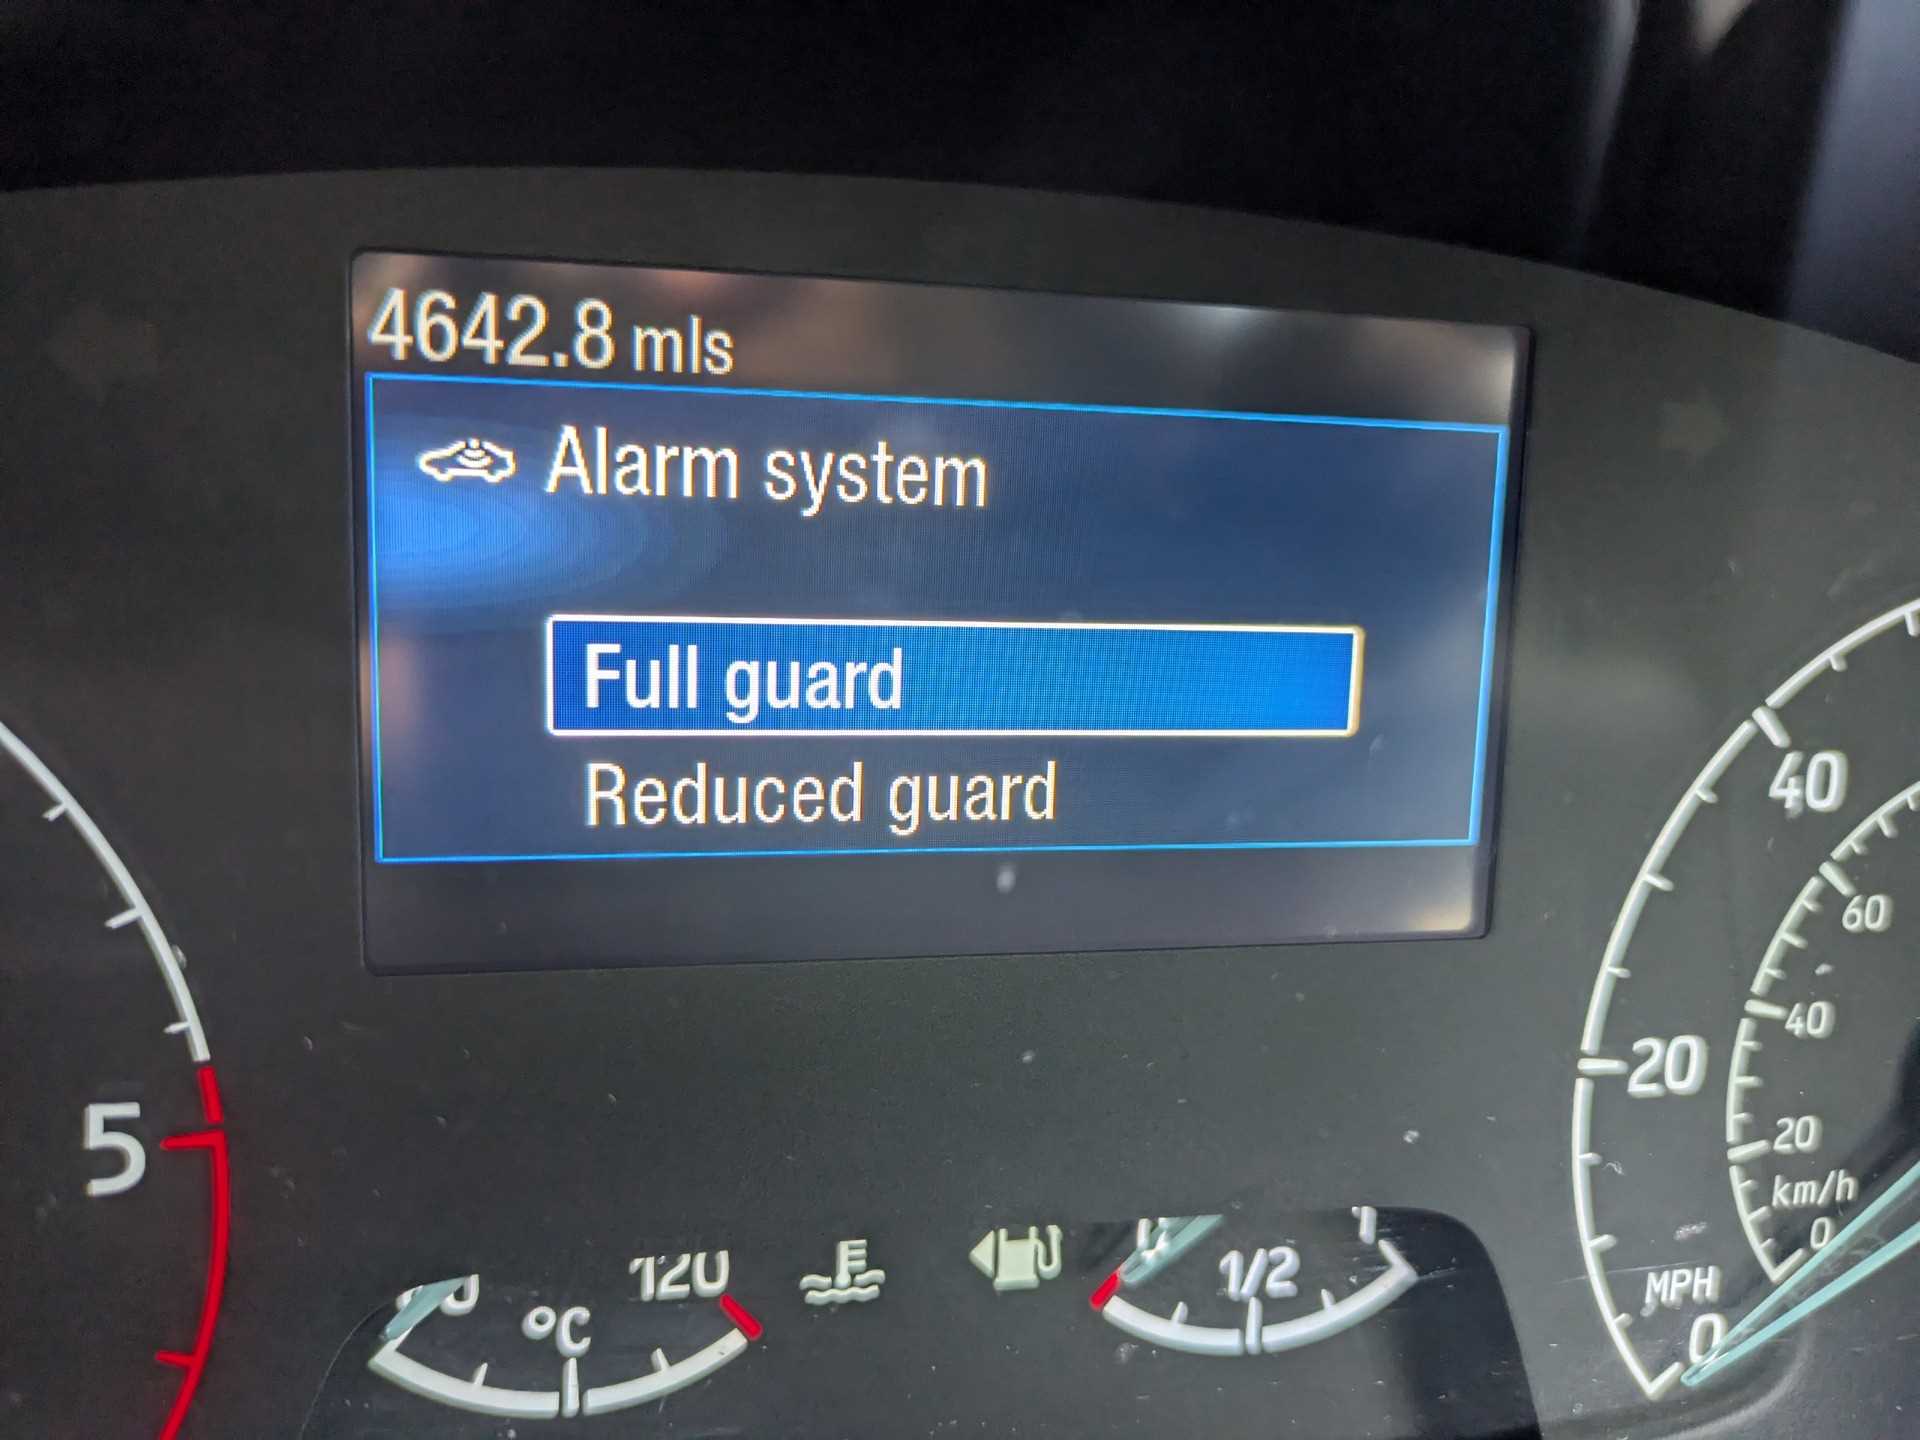 4642.8 mls
Alarm system
Full guard
Reduced guard
40
60
40
20
5
20
km/h
0
MPH
0
120
°C
1/2
1